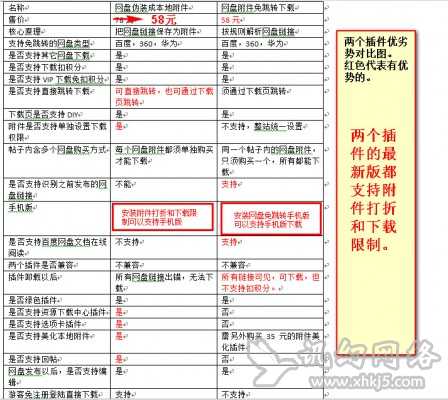 名称 网盘伪装成本地附件 网盘附件免跳转下载
售价 78 58元 58 元
核心原理 把网盘链接保存为附件 按规则解析网盘链接
支持免跳转的网盘类型 百度,360,华为 百度,360,华为
是否支持其它网盘下载 是 是
是否支持下载扣积分 是 是
是否支持 VIP 下载免扣积分 是 是
是否支持直接跳转下载 可直接跳转,也可通过下载页跳转 须通过下载页跳转
下载页是否支持DIY 是 是
附件是否支持单独设置下载权限 是 不支持,整站统一设置
帖子内含多个网盘购买方式 每个网盘附件都须单独购买才能下载 同一个帖子内的网盘附件,只须购买一个,所有都能下载
是否支持识别之前发布的网盘链接 不能 支持
手机版 安装附件打折和下载限制可以支持手机版 安装网盘免跳转手机版可以支持手机版下载
是否支持百度网盘文档在线阅读 不支持 支持
两个插件是否兼容 不兼容 不兼容
插件卸载以后 所有网盘链接出错,无法下载 所有链接可见,可下载,也不支持扣积分。
是否绿色插件 是 是
是否支持资源下载中心插件 是 否
是否支持选项卡插件 是 否
是否支持美化本地附件 是 需另外购买 35 元的附件美化插件
是否支持回帖 是 否
网盘发布以后,是否支持编辑 是 是
游客免注册登陆直接下载 支持 不支持
两个插件优劣势对比图。
红色代表有优势的。
两个插件的最新版都支持附件打折和下载限制。
讯幻网络
www.xhkj5.com